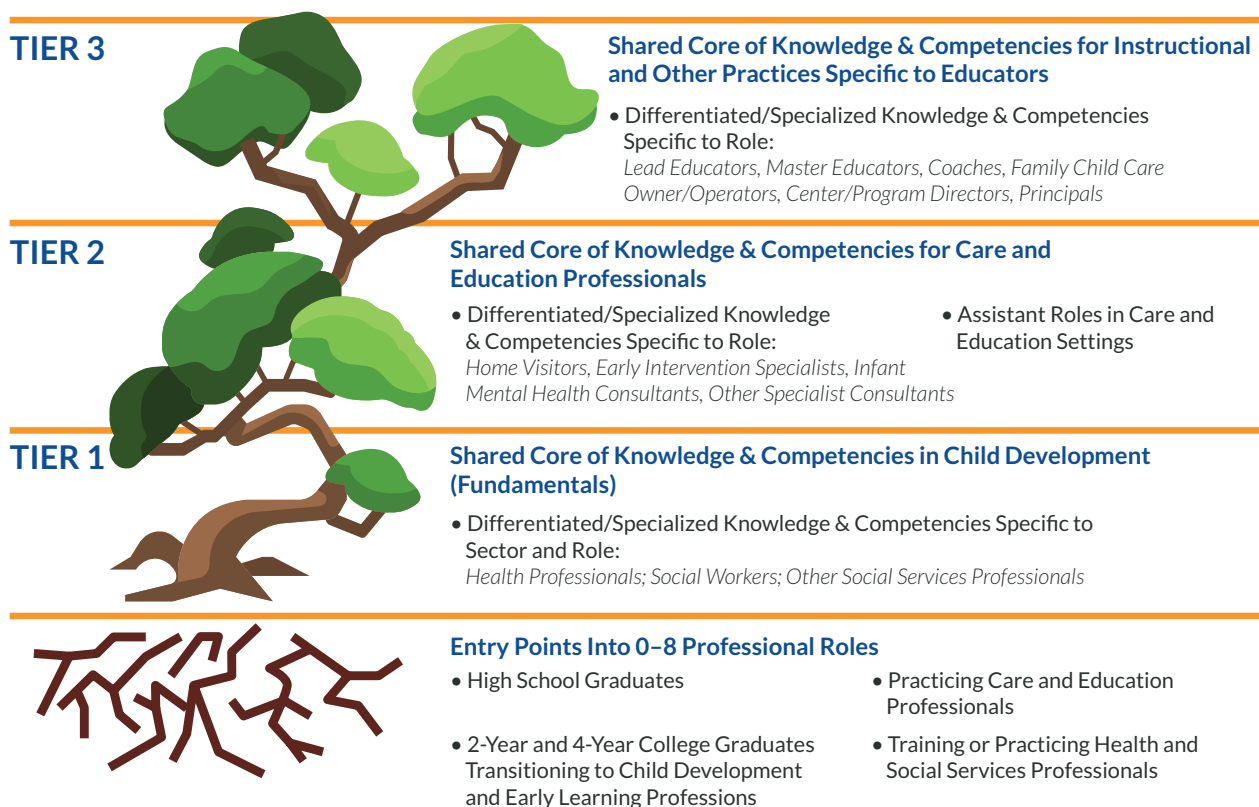 TIER 3
Shared Core of Knowledge & Competencies for Instructional
and Other Practices Specific to Educators
• Differentiated/Specialized Knowledge & Competencies
Specific to Role:
Lead Educators, Master Educators, Coaches, Family Child Care
Owner/Operators, Center/Program Directors, Principals
TIER 2
Shared Core of Knowledge & Competencies for Care and
Education Professionals
• Differentiated/Specialized Knowledge
& Competencies Specific to Role:
Home Visitors, Early Intervention Specialists, Infant
Mental Health Consultants, Other Specialist Consultants
• Assistant Roles in Care and
Education Settings
TIER 1
Shared Core of Knowledge & Competencies in Child Development
(Fundamentals)
• Differentiated/Specialized Knowledge & Competencies Specific to
Sector and Role:
Health Professionals; Social Workers; Other Social Services Professionals
Entry Points Into 0–8 Professional Roles
• High School Graduates
• 2-Year and 4-Year College Graduates
Transitioning to Child Development
and Early Learning Professions
• Practicing Care and Education
Professionals
• Training or Practicing Health and
Social Services Professionals